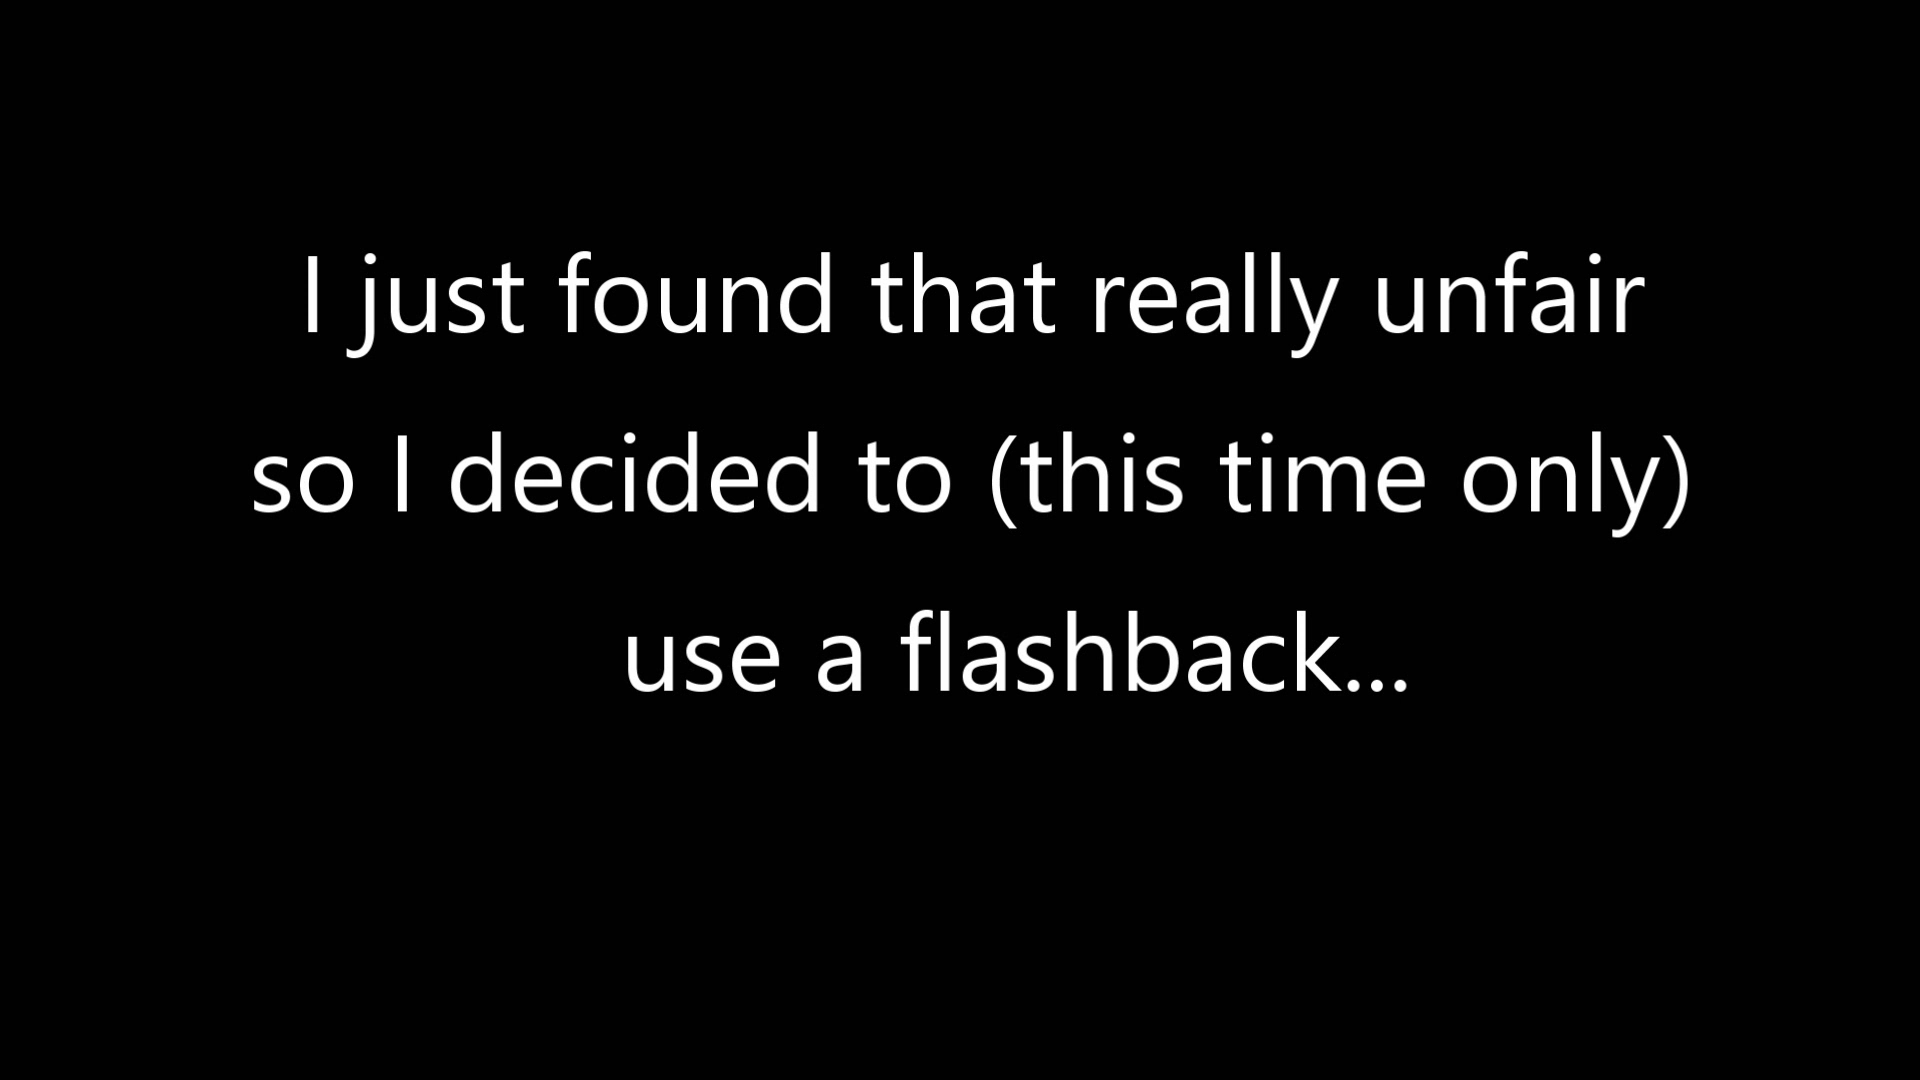 I just found that really unfair
so I decided to (this time only)
use a flashback...